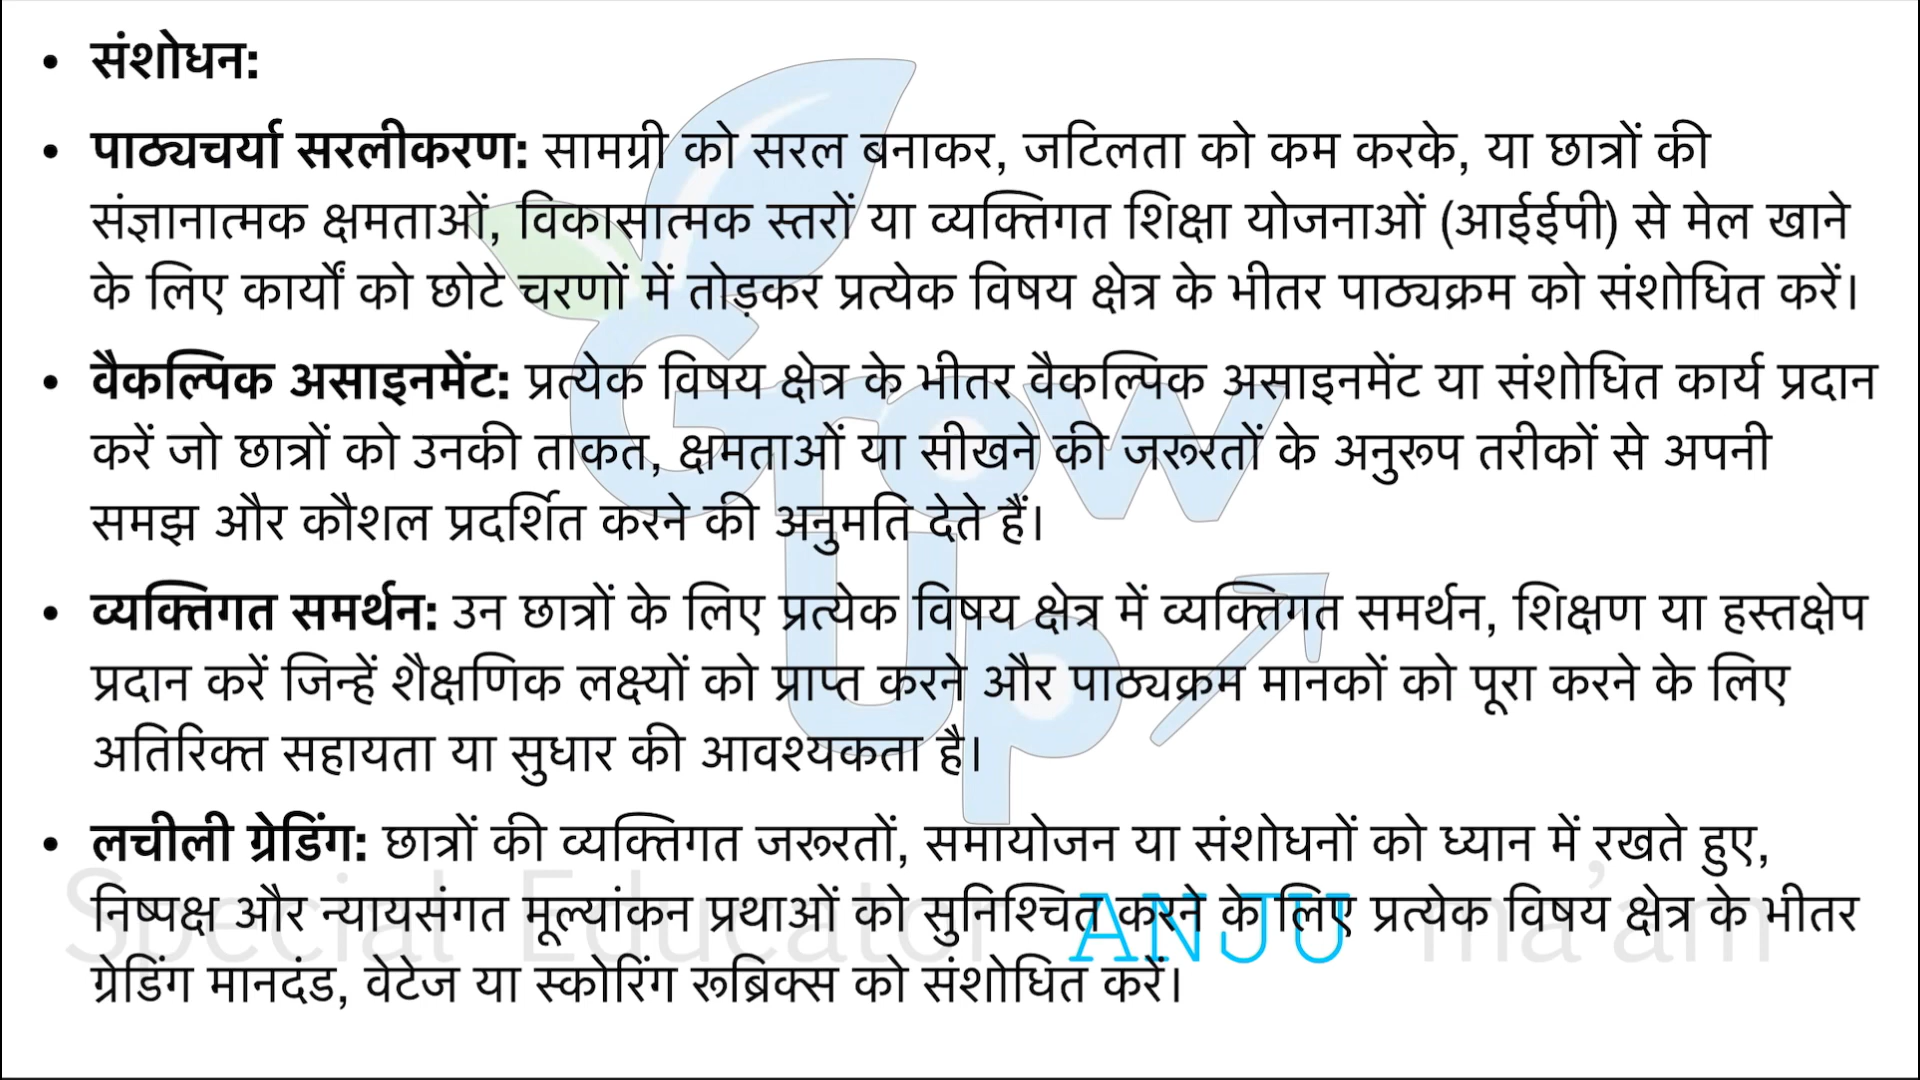 • संशोधन:
• पाठ्यचर्या सरलीकरण: सामग्री को सरल बनाकर, जटिलता को कम करके, या छात्रों की
संज्ञानात्मक क्षमताओं, विकासात्मक स्तरों या व्यक्तिगत शिक्षा योजनाओं (आईईपी) से मेल खाने
के लिए कार्यों को छोटे चरणों में तोड़कर प्रत्येक विषय क्षेत्र के भीतर पाठ्यक्रम को संशोधित करें।
• वैकल्पिक असाइनमेंट: प्रत्येक विषय क्षेत्र के भीतर वैकल्पिक असाइनमेंट या संशोधित कार्य प्रदान
करें जो छात्रों को उनकी ताकत, क्षमताओं या सीखने की जरूरतों के अनुरूप तरीकों से अपनी
समझ और कौशल प्रदर्शित करने की अनुमति देते हैं।
• व्यक्तिगत समर्थन: उन छात्रों के लिए प्रत्येक विषय क्षेत्र में व्यक्तिगत समर्थन, शिक्षण या हस्तक्षेप
प्रदान करें जिन्हें शैक्षणिक लक्ष्यों को प्राप्त करने और पाठ्यक्रम मानकों को पूरा करने के लिए
अतिरिक्त सहायता या सुधार की आवश्यकता है।
• लचीली ग्रेडिंग: छात्रों की व्यक्तिगत जरूरतों, समायोजन या संशोधनों को ध्यान में रखते हुए,
निष्पक्ष और न्यायसंगत मूल्यांकन प्रथाओं को सुनिश्चित करने के लिए प्रत्येक विषय क्षेत्र के भीतर
ग्रेडिंग मानदंड, वेटेज या स्कोरिंग रूब्रिक्स को संशोधित करें।
Grow
Up
Special Educator ANJU ma'am